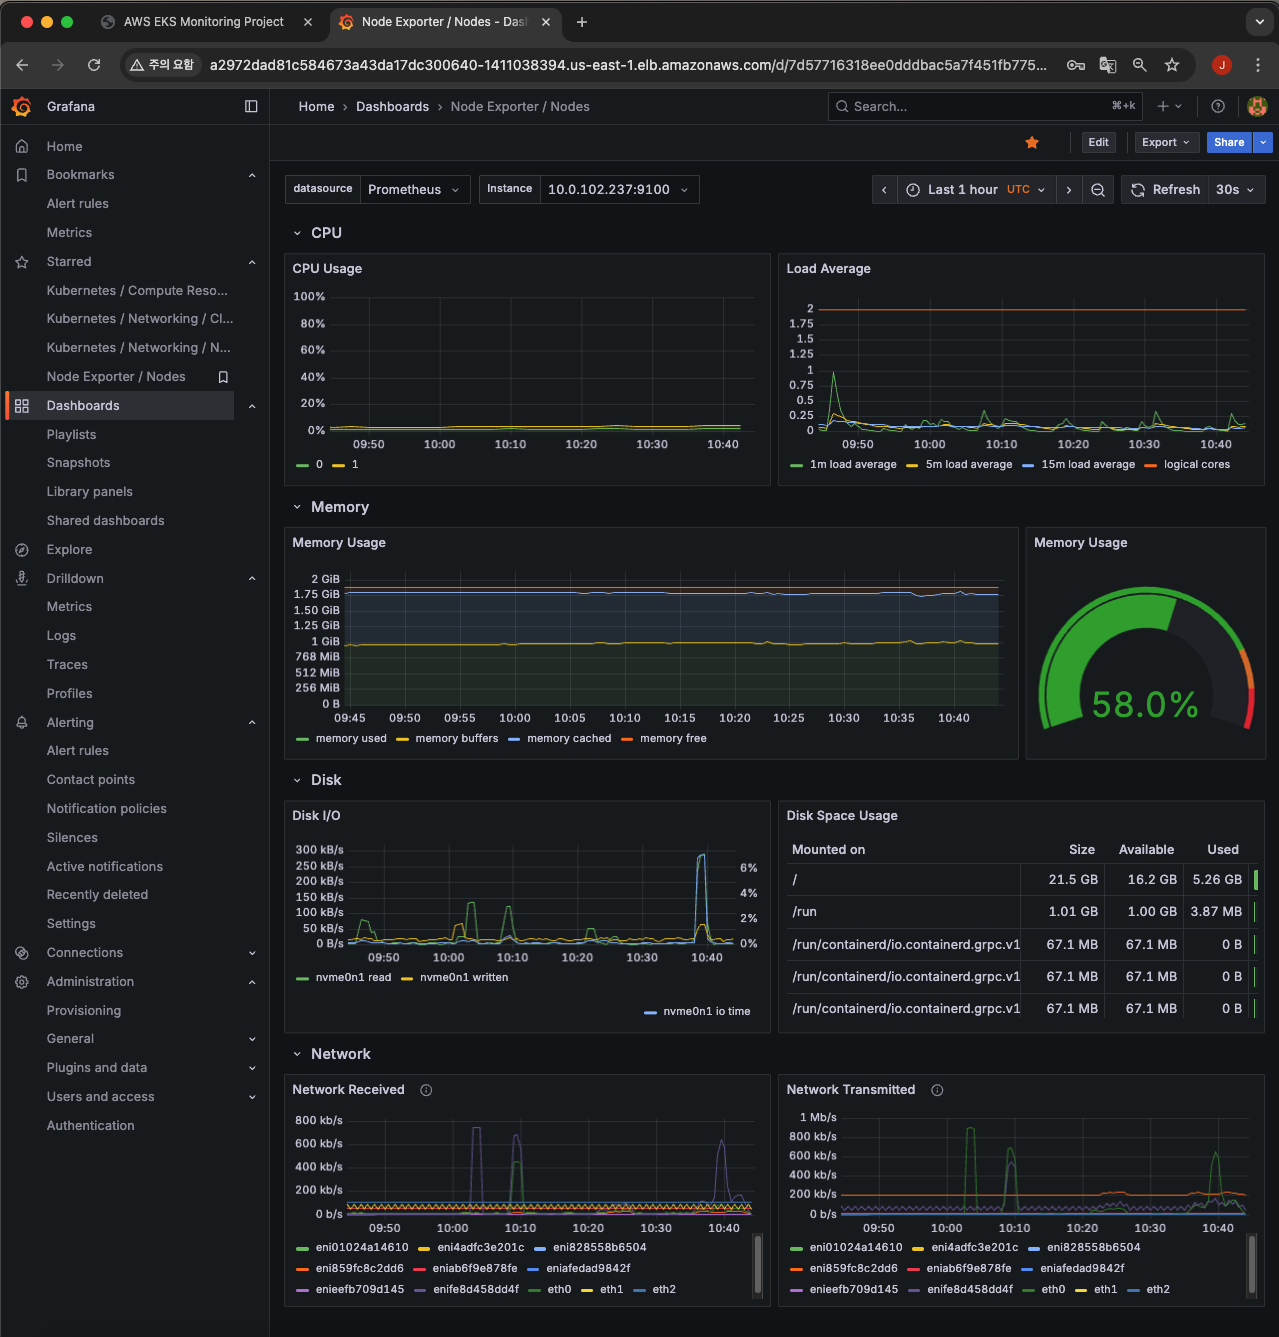 AWS EKS Monitoring Project
Node Exporter / Nodes - Das
주의 요함
a2972dad81c584673a43da17dc300640-1411038394.us-east-1.elb.amazonaws.com/d/7d57716318ee0dddbac5a7f451fb775...
J
Grafana
Home › Dashboards › Node Exporter / Nodes
Search...
⌘+k
Edit
Export
Share
Home
Bookmarks
Alert rules
Metrics
Starred
Kubernetes / Compute Reso...
Kubernetes / Networking / Cl...
Kubernetes / Networking / N...
Node Exporter / Nodes
Dashboards
Playlists
Snapshots
Library panels
Shared dashboards
Explore
Drilldown
Metrics
Logs
Traces
Profiles
Alerting
Alert rules
Contact points
Notification policies
Silences
Active notifications
Recently deleted
Settings
Connections
Administration
Provisioning
General
Plugins and data
Users and access
Authentication
datasource Prometheus
Instance 10.0.102.237:9100
Last 1 hour UTC
Refresh 30s
CPU
CPU Usage
100%
80%
60%
40%
20%
0%
09:50 10:00 10:10 10:20 10:30 10:40
0 1
Load Average
2
1.75
1.5
1.25
1
0.75
0.5
0.25
0
09:50 10:00 10:10 10:20 10:30 10:40
1m load average 5m load average 15m load average logical cores
Memory
Memory Usage
2 GiB
1.75 GiB
1.50 GiB
1.25 GiB
1 GiB
768 MiB
512 MiB
256 MiB
0 B
09:45 09:50 09:55 10:00 10:05 10:10 10:15 10:20 10:25 10:30 10:35 10:40
memory used memory buffers memory cached memory free
Memory Usage
58.0%
Disk
Disk I/O
300 kB/s
250 kB/s
200 kB/s
150 kB/s
100 kB/s
50 kB/s
0 B/s
6%
4%
2%
0%
09:50 10:00 10:10 10:20 10:30 10:40
nvme0n1 read nvme0n1 written
nvme0n1 io time
Disk Space Usage
Mounted on Size Available Used
/ 21.5 GB 16.2 GB 5.26 GB
/run 1.01 GB 1.00 GB 3.87 MB
/run/containerd/io.containerd.grpc.v1 67.1 MB 67.1 MB 0 B
/run/containerd/io.containerd.grpc.v1 67.1 MB 67.1 MB 0 B
/run/containerd/io.containerd.grpc.v1 67.1 MB 67.1 MB 0 B
Network
Network Received
800 kb/s
600 kb/s
400 kb/s
200 kb/s
0 b/s
09:50 10:00 10:10 10:20 10:30 10:40
eni01024a14610 eni4adfc3e201c eni828558b6504
eni859fc8c2dd6 eniab6f9e878fe eniafedad9842f
enieefb709d145 enife8d458dd4f eth0 eth1 eth2
Network Transmitted
1 Mb/s
800 kb/s
600 kb/s
400 kb/s
200 kb/s
0 b/s
09:50 10:00 10:10 10:20 10:30 10:40
eni01024a14610 eni4adfc3e201c eni828558b6504
eni859fc8c2dd6 eniab6f9e878fe eniafedad9842f
enieefb709d145 enife8d458dd4f eth0 eth1 eth2